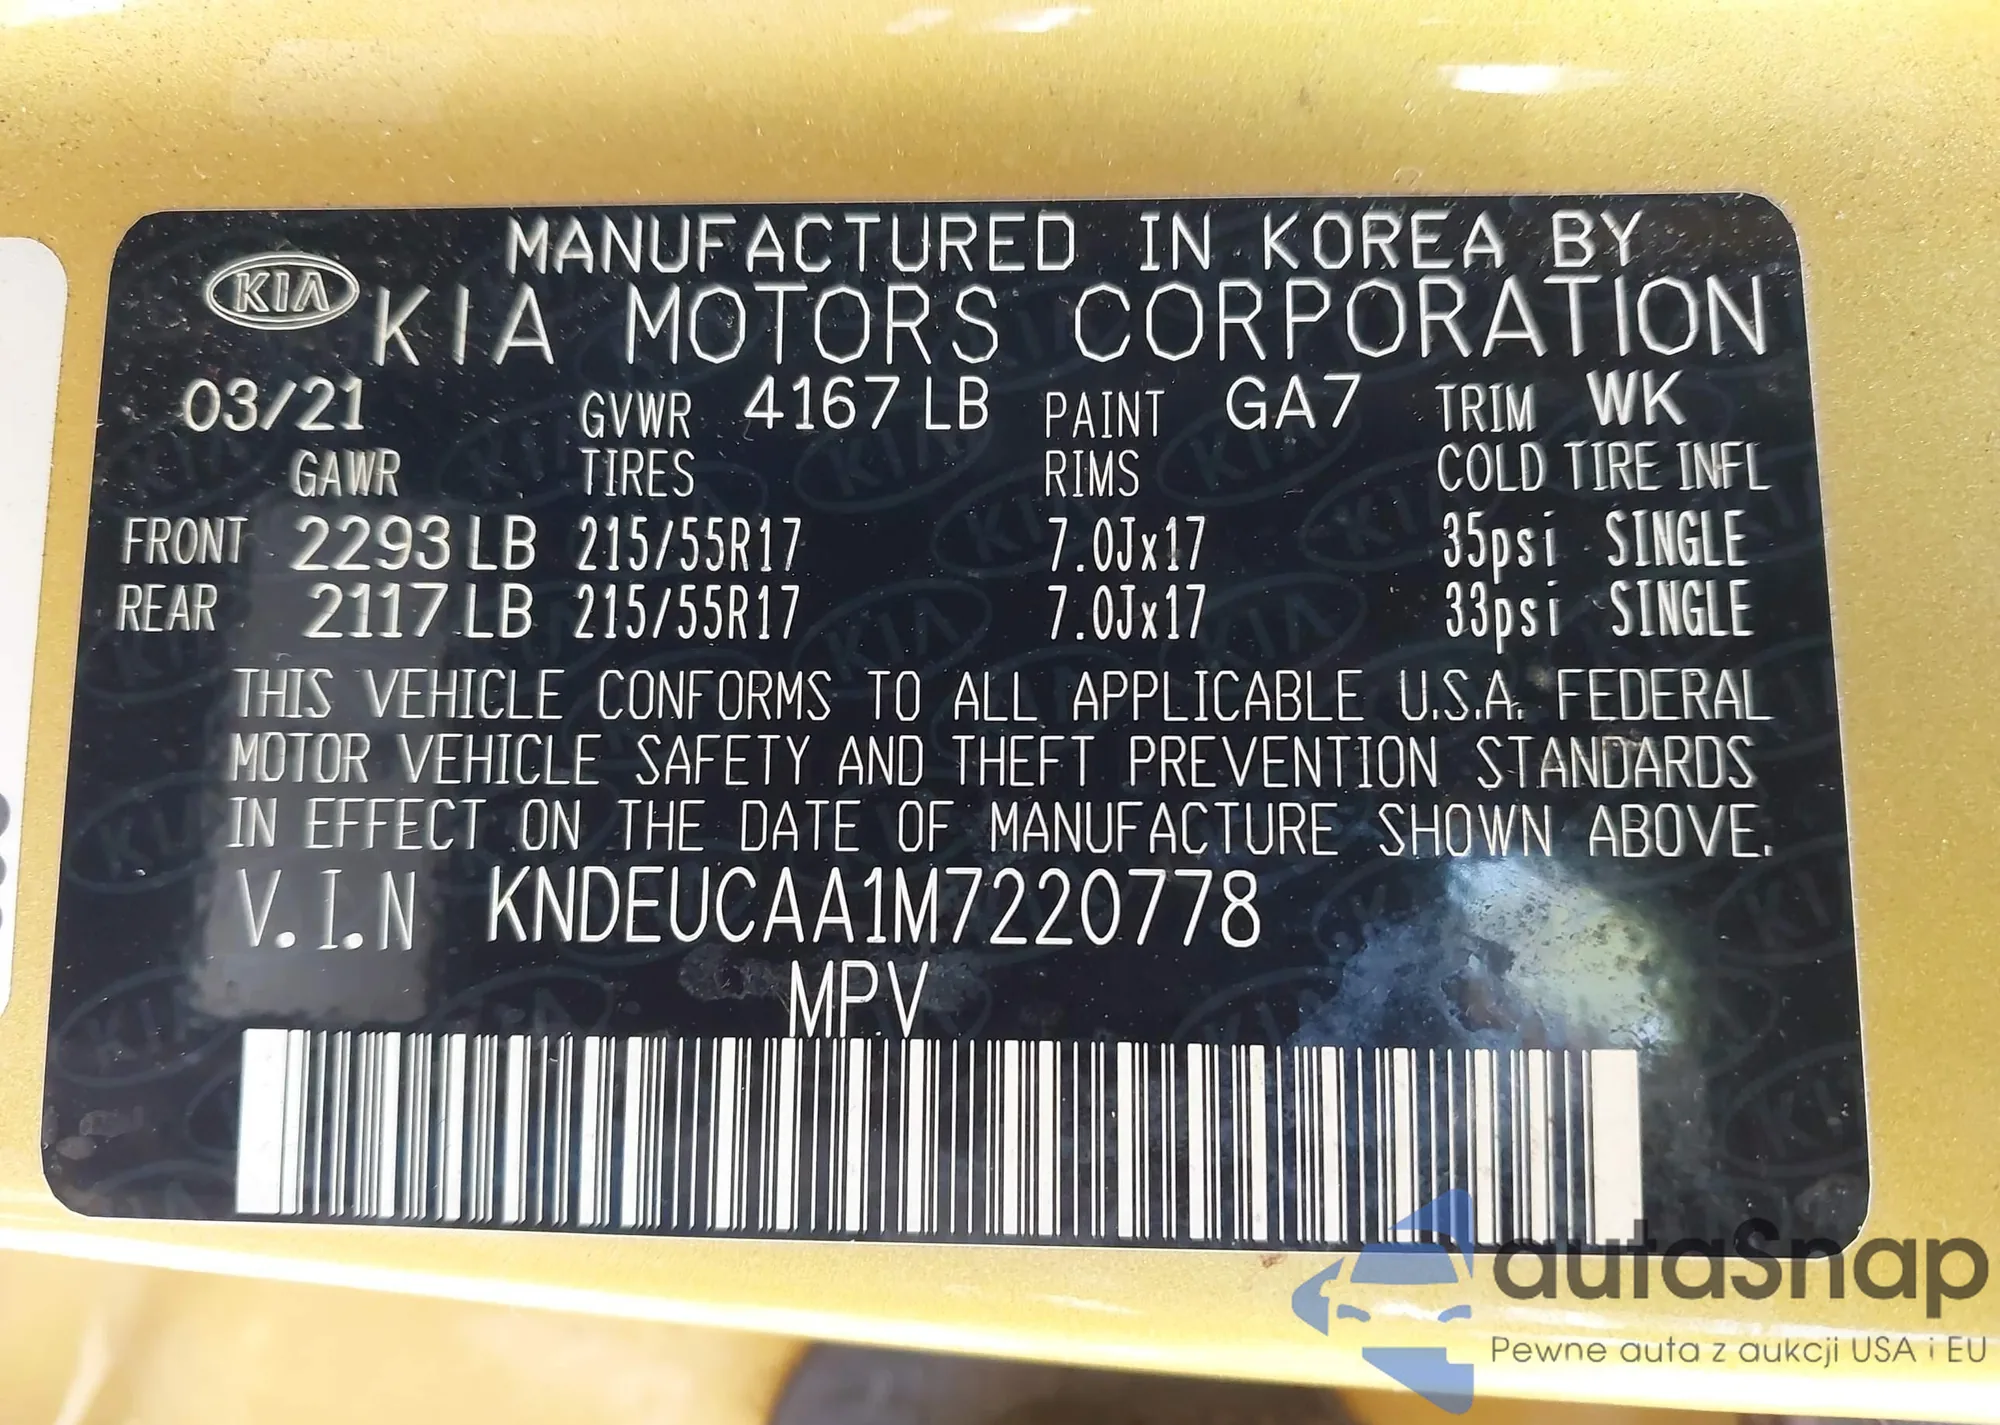 MANUFACTURED IN KOREA BY
KIA KIA MOTORS CORPORATION
03/21 GVWR 4167 LB PAINT GA7 TRIM WK
GAWR TIRES RIMS COLD TIRE INFL
FRONT 2293 LB 215/55R17 7.0Jx17 35psi SINGLE
REAR 2117 LB 215/55R17 7.0Jx17 33psi SINGLE
THIS VEHICLE CONFORMS TO ALL APPLICABLE U.S.A. FEDERAL
MOTOR VEHICLE SAFETY AND THEFT PREVENTION STANDARDS
IN EFFECT ON THE DATE OF MANUFACTURE SHOWN ABOVE.
V.I.N KNDEUCAA1M7220778
MPV
autaSnap
Pewne auta z aukcji USA i EU